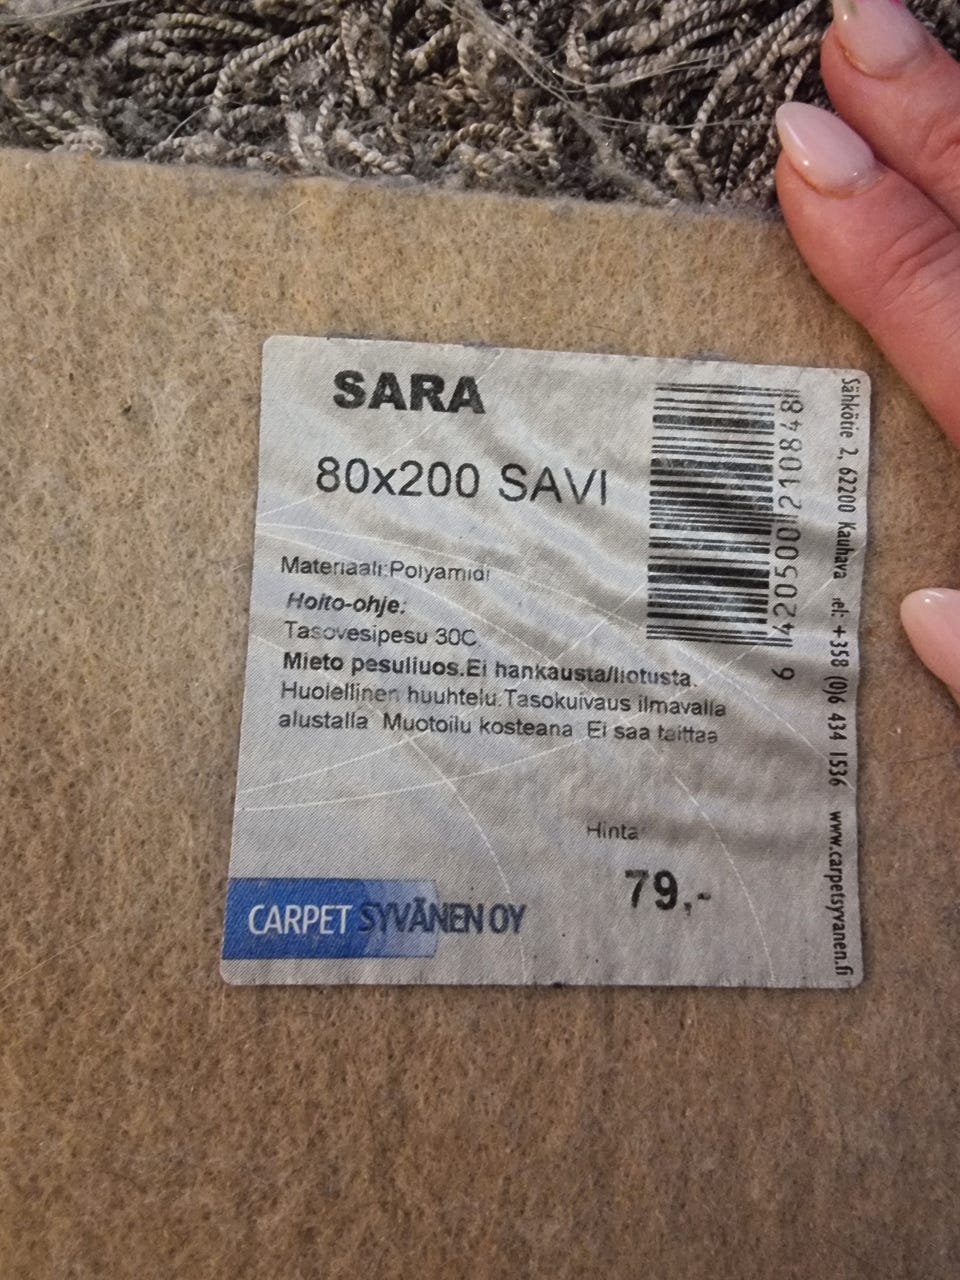 SARA
80x200 SAVI
Materiaali:Polyamidi
Hoito-ohje:
Tasovesipesu 30C.
Mieto pesuliuos.Ei hankausta/liotusta.
Huolellinen huuhtelu.Tasokuivaus ilmavalla
alustalla Muotoilu kosteana Ei saa taittaa
Hinta
79,-
CARPET SYVÄNEN OY
6 420500 210848
Sähkötie 2, 62200 Kauhava tel: +358 (0)6 434 1536 www.carpetsyvanen.fi